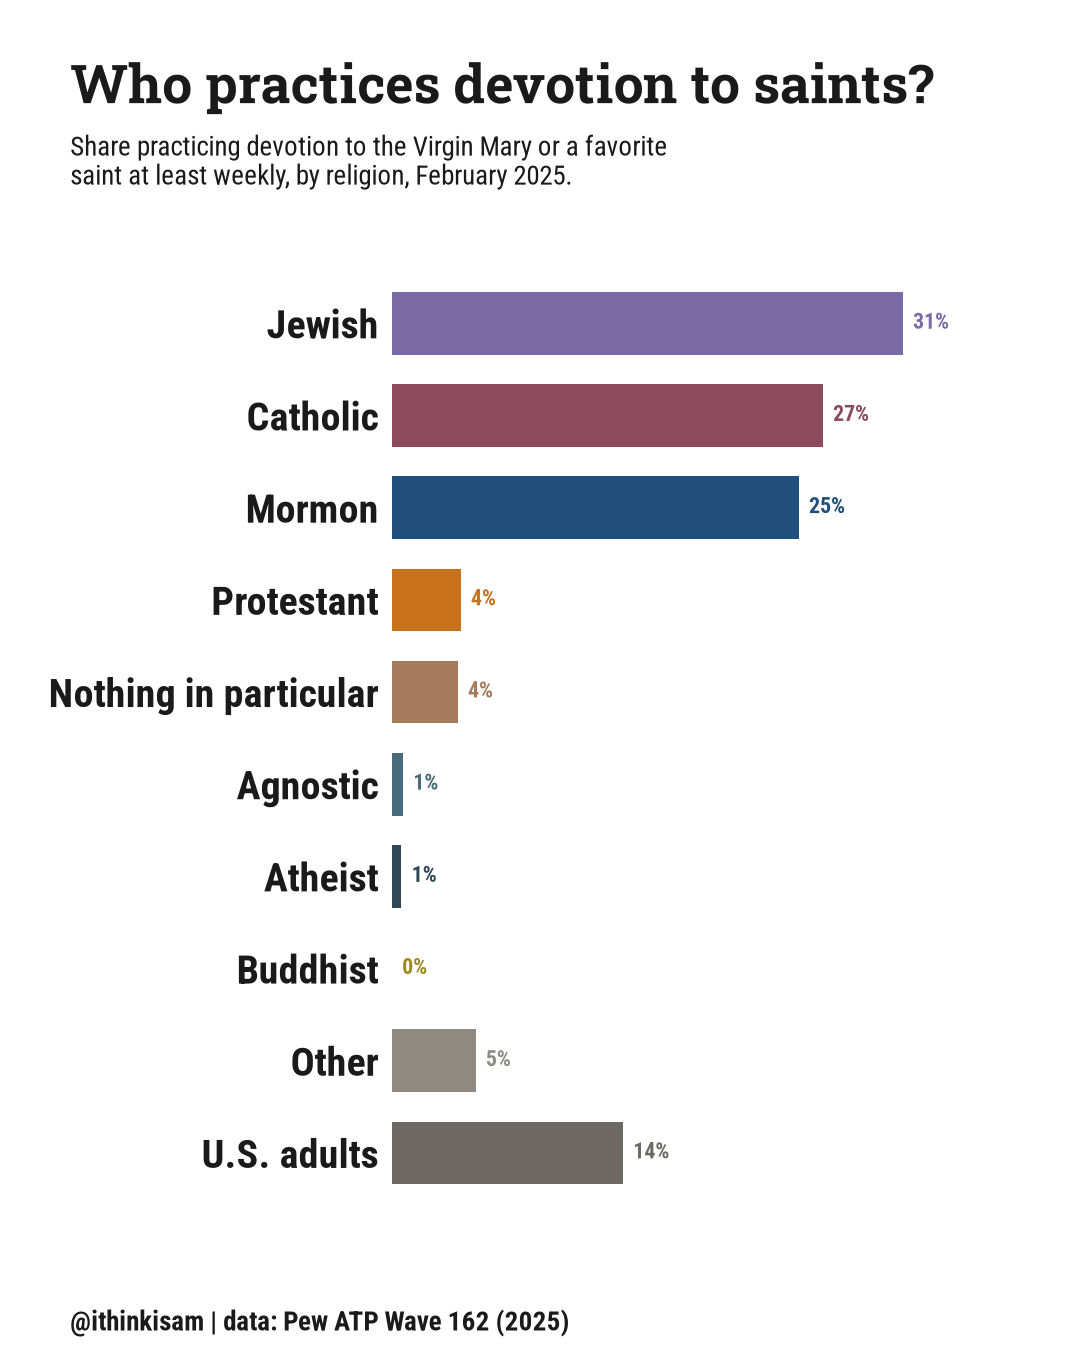 Who practices devotion to saints?
Share practicing devotion to the Virgin Mary or a favorite
saint at least weekly, by religion, February 2025.
Jewish 31%
Catholic 27%
Mormon 25%
Protestant 4%
Nothing in particular 4%
Agnostic 1%
Atheist 1%
Buddhist 0%
Other 5%
U.S. adults 14%
@ithinkisam | data: Pew ATP Wave 162 (2025)